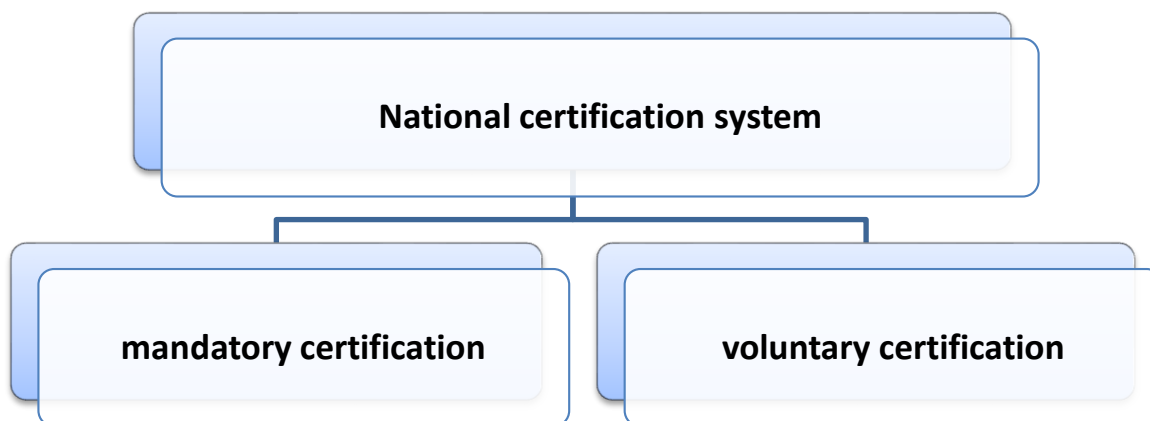 National certification system
mandatory certification
voluntary certification